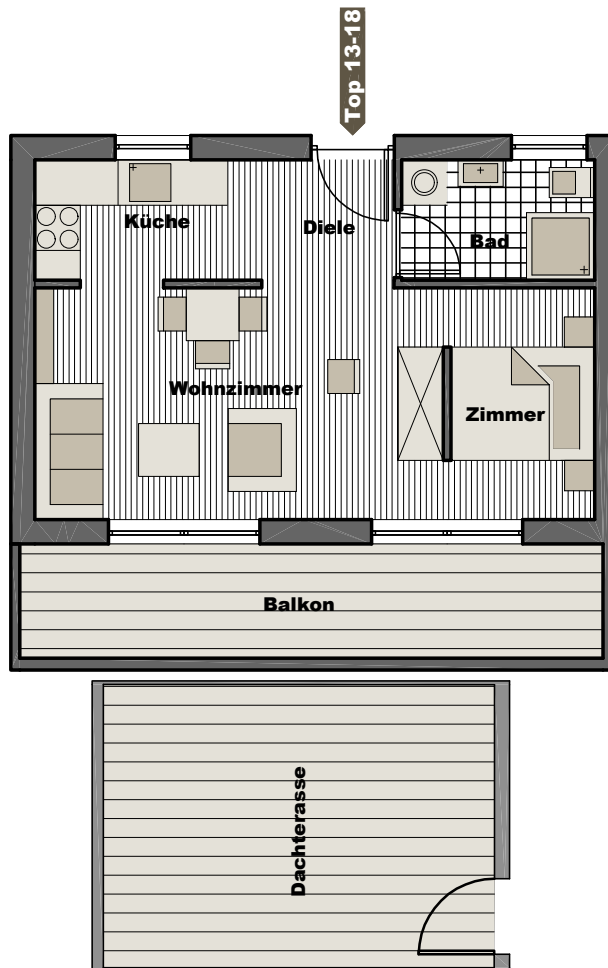 Top 13-18
Küche
Diele
Bad
Wohnzimmer
Zimmer
Balkon
Dachterasse